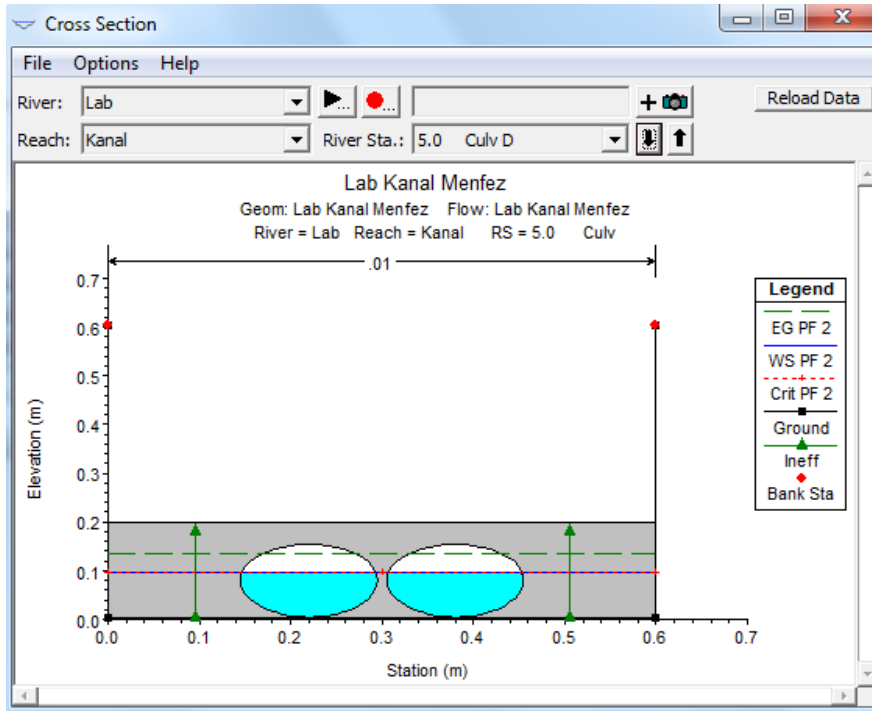 Cross Section
File Options Help
River: Lab ... ... Reload Data
Reach: Kanal River Sta.: 5.0 Culv D
Lab Kanal Menfez
Geom: Lab Kanal Menfez Flow: Lab Kanal Menfez
River = Lab Reach = Kanal RS = 5.0 Culv
.01
0.7
0.6
0.5
0.4
0.3
0.2
0.1
0.0
Elevation (m)
0.0 0.1 0.2 0.3 0.4 0.5 0.6 0.7
Station (m)
Legend
EG PF 2
WS PF 2
Crit PF 2
Ground
Ineff
Bank Sta